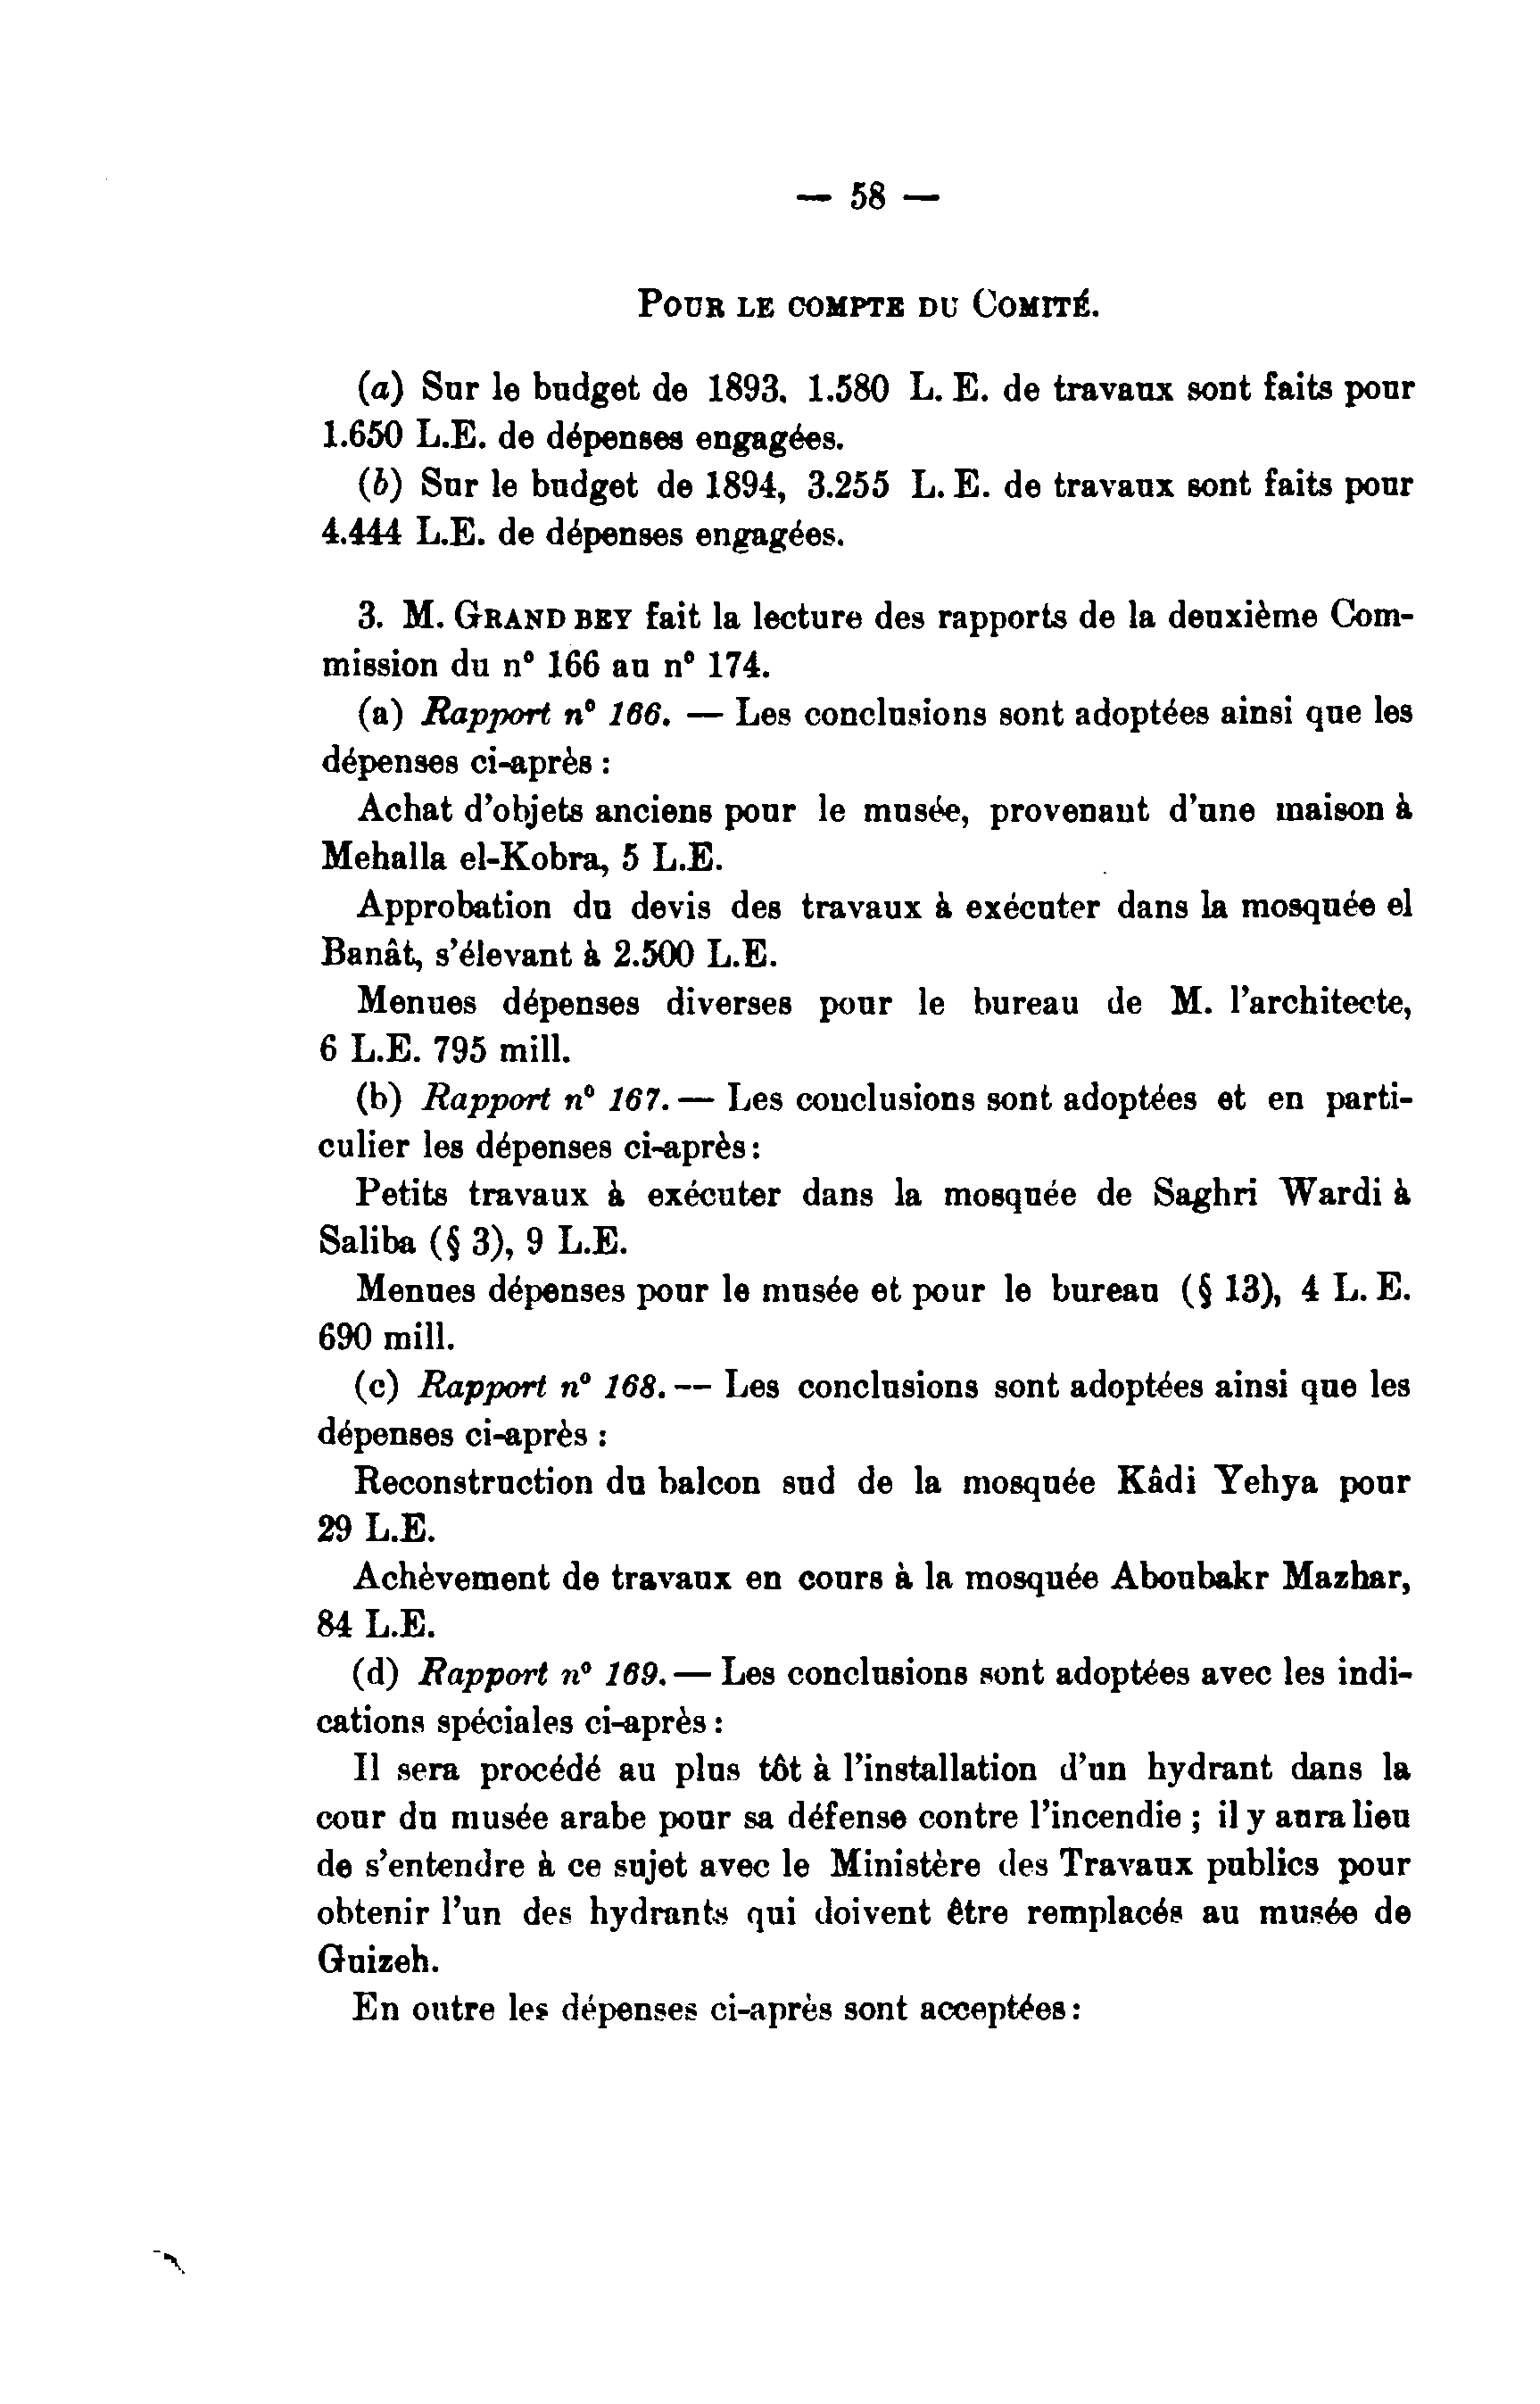 — 58 —
POUR LE COMPTE DU COMITÉ.
(a) Sur le budget de 1893. 1.580 L. E. de travaux sont faits pour
1.650 L.E. de dépenses engagées.
(b) Sur le budget de 1894, 3.255 L. E. de travaux sont faits pour
4.444 L.E. de dépenses engagées.
3. M. GRAND BEY fait la lecture des rapports de la deuxième Com-
mission du n° 166 au n° 174.
(a) Rapport n° 166. — Les conclusions sont adoptées ainsi que les
dépenses ci-après :
Achat d'objets anciens pour le musée, provenant d'une maison à
Mehalla el-Kobra, 5 L.E.
Approbation du devis des travaux à exécuter dans la mosquée el
Banât, s'élevant à 2.500 L.E.
Menues dépenses diverses pour le bureau de M. l'architecte,
6 L.E. 795 mill.
(b) Rapport n° 167. — Les conclusions sont adoptées et en parti-
culier les dépenses ci-après :
Petits travaux à exécuter dans la mosquée de Saghri Wardi à
Saliba (§ 3), 9 L.E.
Menues dépenses pour le musée et pour le bureau (§ 13), 4 L. E.
690 mill.
(c) Rapport n° 168. — Les conclusions sont adoptées ainsi que les
dépenses ci-après :
Reconstruction du balcon sud de la mosquée Kâdi Yehya pour
29 L.E.
Achèvement de travaux en cours à la mosquée Aboubakr Mazhar,
84 L.E.
(d) Rapport n° 169. — Les conclusions sont adoptées avec les indi-
cations spéciales ci-après :
Il sera procédé au plus tôt à l'installation d'un hydrant dans la
cour du musée arabe pour sa défense contre l'incendie ; il y aura lieu
de s'entendre à ce sujet avec le Ministère des Travaux publics pour
obtenir l'un des hydrants qui doivent être remplacés au musée de
Guizeh.
En outre les dépenses ci-après sont acceptées :